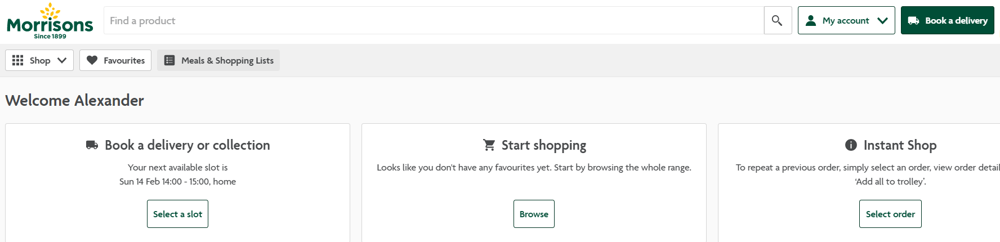 Morrisons
Since 1899
Find a product
My account
Book a delivery
Shop
Favourites
Meals & Shopping Lists
Welcome Alexander
Book a delivery or collection
Your next available slot is
Sun 14 Feb 14:00 - 15:00, home
Select a slot
Start shopping
Looks like you don't have any favourites yet. Start by browsing the whole range.
Browse
Instant Shop
To repeat a previous order, simply select an order, view order detail
‘Add all to trolley’.
Select order